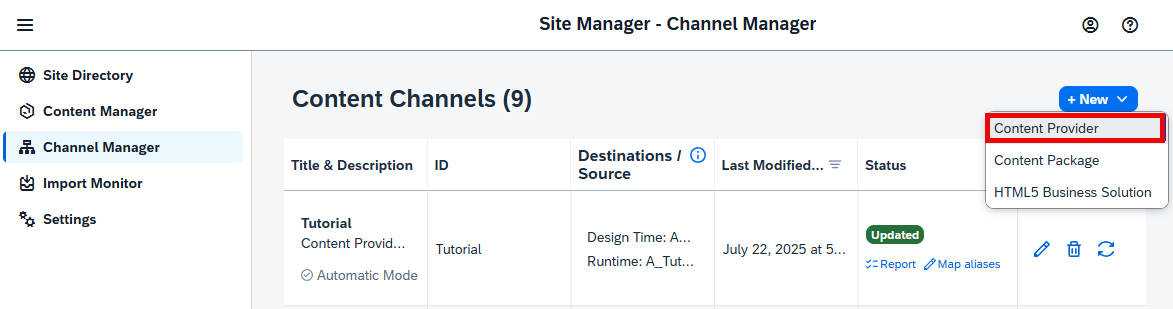 Site Manager - Channel Manager
Site Directory
Content Manager
Channel Manager
Import Monitor
Settings
Content Channels (9)
+ New
Content Provider
Content Package
HTML5 Business Solution
Title & Description
ID
Destinations /
Source
Last Modified...
Status
Tutorial
Content Provid...
Automatic Mode
Tutorial
Design Time: A...
Runtime: A_Tut...
July 22, 2025 at 5...
Updated
Report
Map aliases